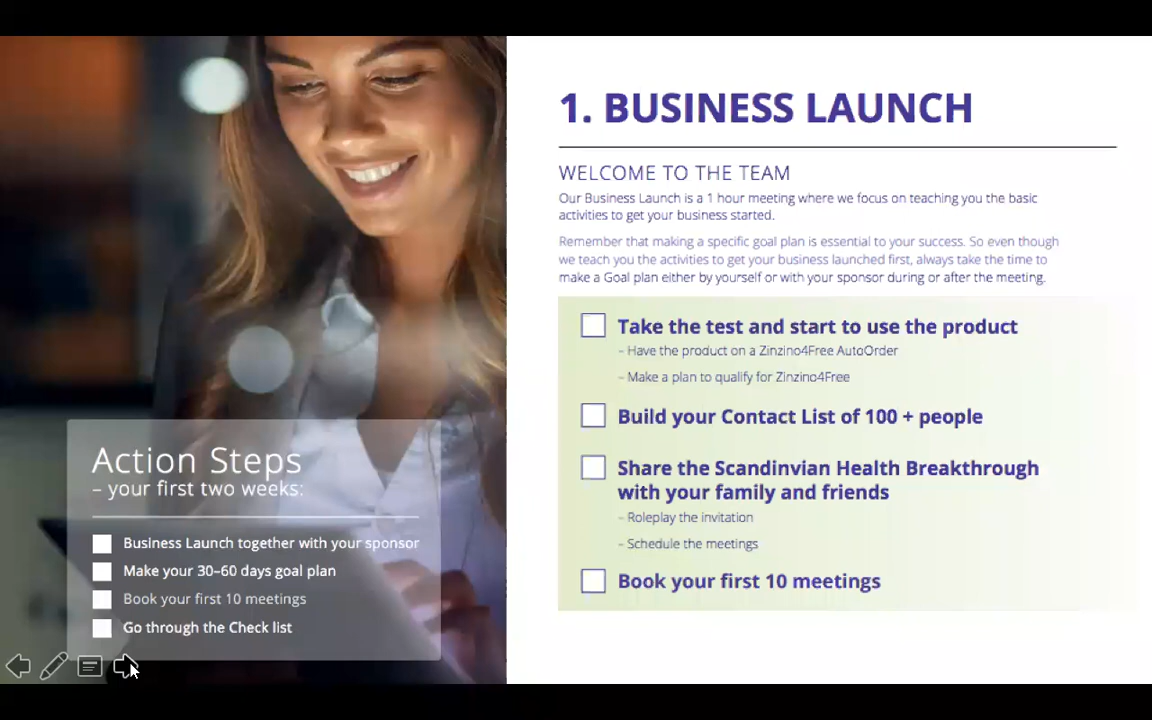 1. BUSINESS LAUNCH
WELCOME TO THE TEAM
Our Business Launch is a 1 hour meeting where we focus on teaching you the basic
activities to get your business started.
Remember that making a specific goal plan is essential to your success. So even though
we teach you the activities to get your business launched first, always take the time to
make a Goal plan either by yourself or with your sponsor during or after the meeting.
Take the test and start to use the product
– Have the product on a Zinzino4Free AutoOrder
– Make a plan to qualify for Zinzino4Free
Build your Contact List of 100 + people
Share the Scandinvian Health Breakthrough
with your family and friends
– Roleplay the invitation
– Schedule the meetings
Book your first 10 meetings
Action Steps
– your first two weeks:
Business Launch together with your sponsor
Make your 30–60 days goal plan
Book your first 10 meetings
Go through the Check list